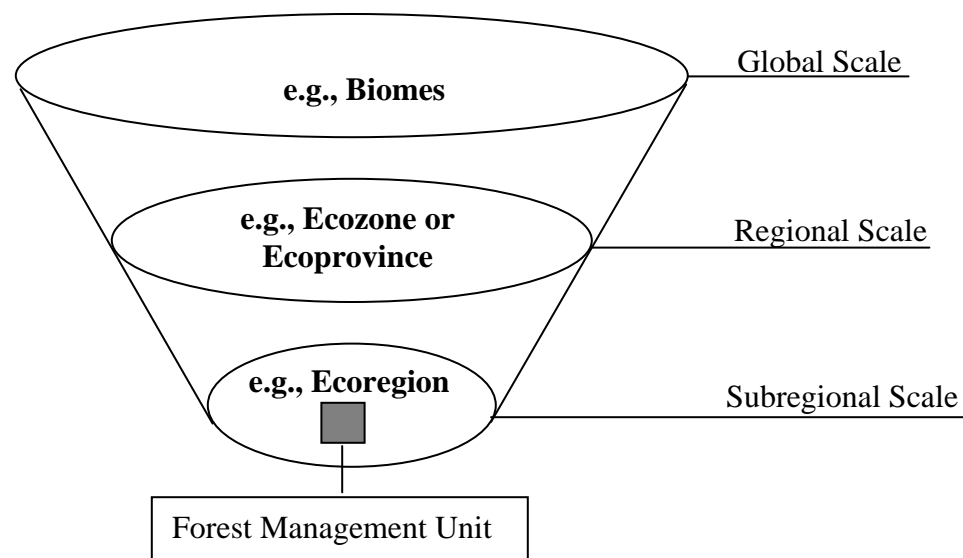 Global Scale
e.g., Biomes
e.g., Ecozone or
Ecoprovince
Regional Scale
e.g., Ecoregion
Subregional Scale
Forest Management Unit